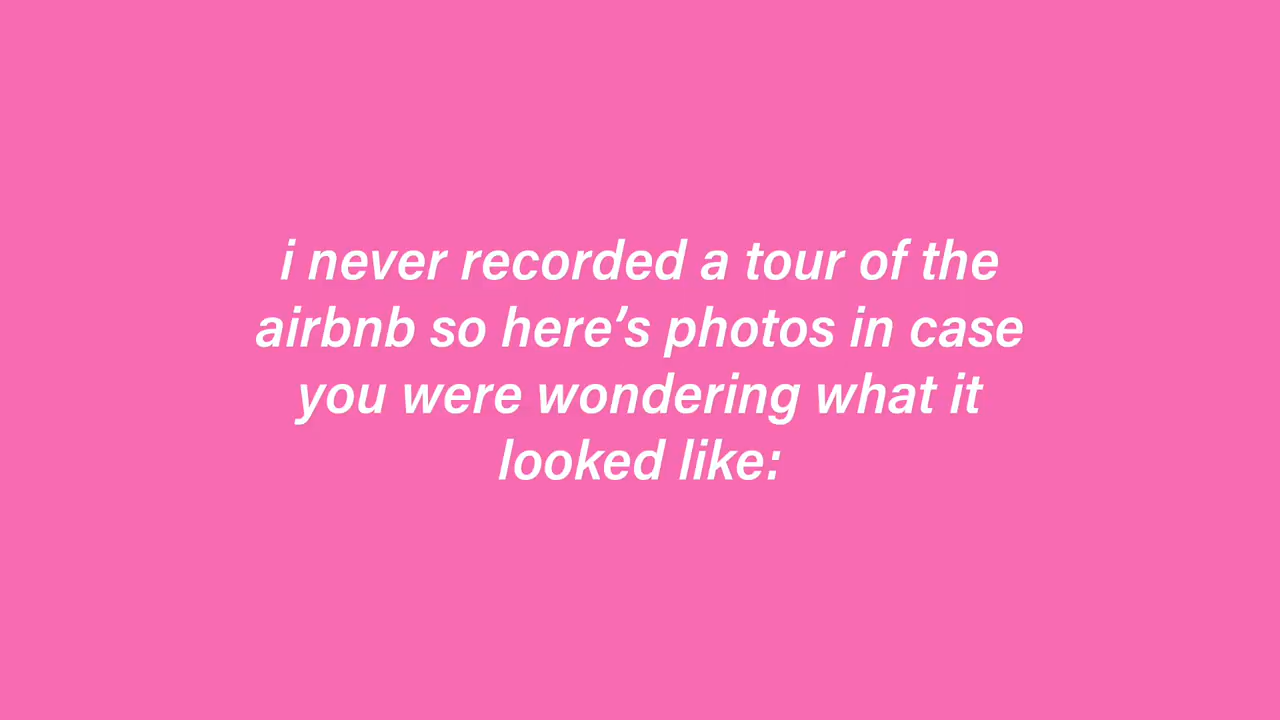 i never recorded a tour of the
airbnb so here’s photos in case
you were wondering what it
looked like: